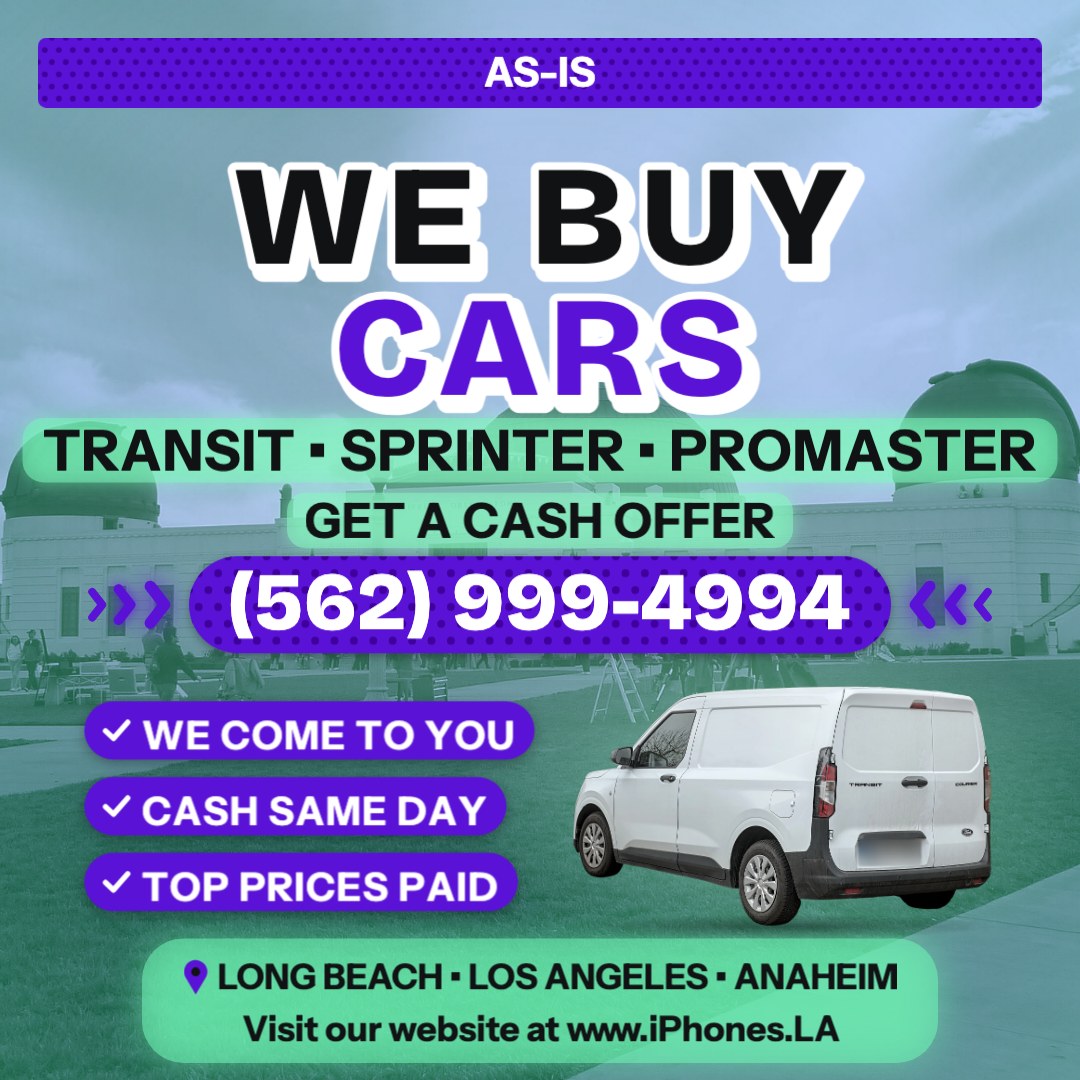 AS-IS
WE BUY
CARS
TRANSIT ▪ SPRINTER ▪ PROMASTER
GET A CASH OFFER
(562) 999-4994
WE COME TO YOU
CASH SAME DAY
TOP PRICES PAID
TRANSIT
LONG BEACH ▪ LOS ANGELES ▪ ANAHEIM
Visit our website at www.iPhones.LA